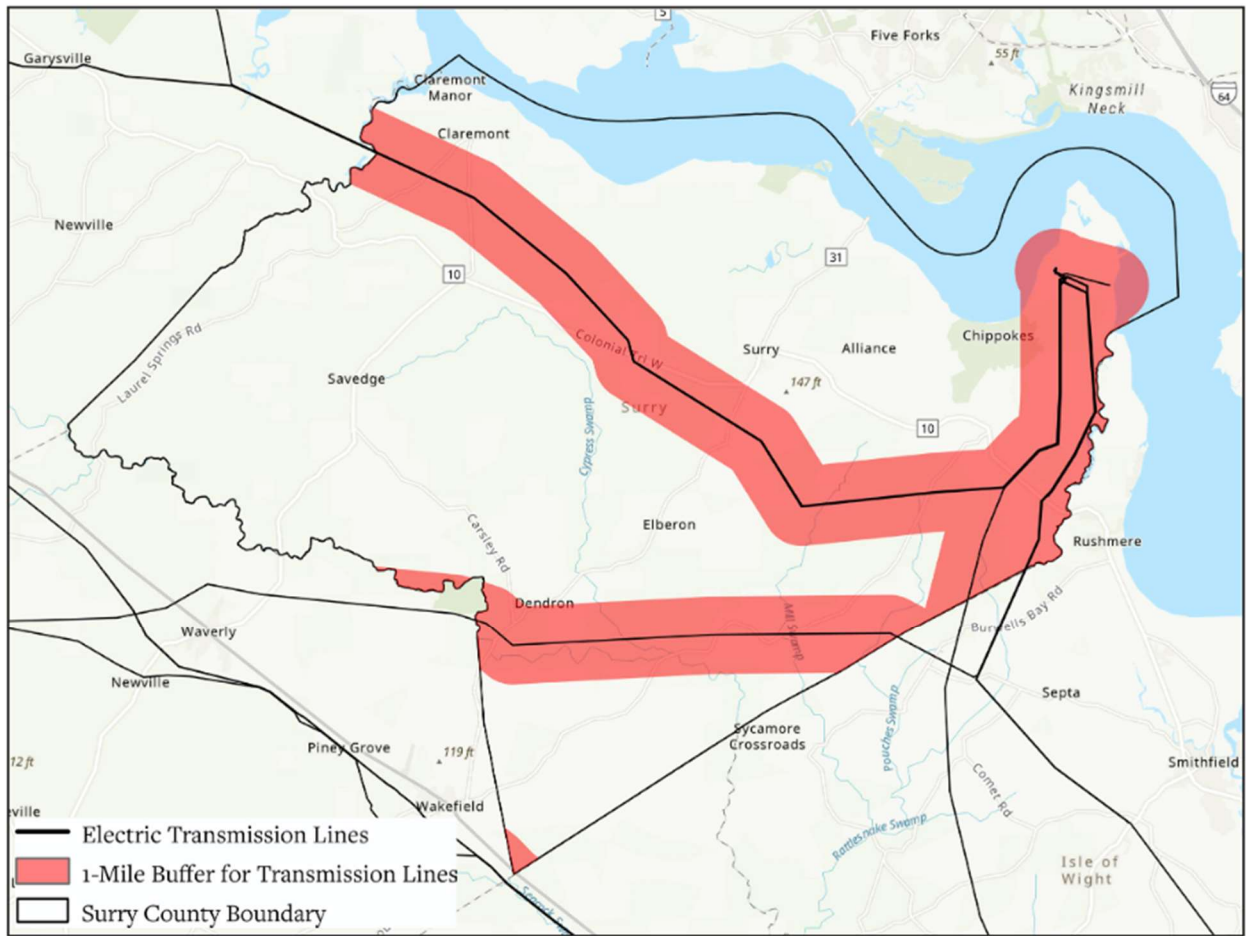 5
Five Forks
Garysville
55 ft
Kingsmill
Neck
64
Claremont
Manor
Claremont
Newville
31
10
Laurel Springs Rd
Colonial Trl W
Surry
Alliance
Chippokes
Savedge
147 ft
Surry
10
Cypress Swamp
Carsley Rd
Elberon
Rushmere
Dendron
Mill Swamp
Burwells Bay Rd
Waverly
Newville
Septa
Pouches Swamp
Sycamore
Crossroads
Piney Grove
119 ft
12 ft
Smithfield
Comet Rd
Wakefield
eville
Rattlesnake Swamp
Isle of
Wight
Electric Transmission Lines
1-Mile Buffer for Transmission Lines
Surry County Boundary